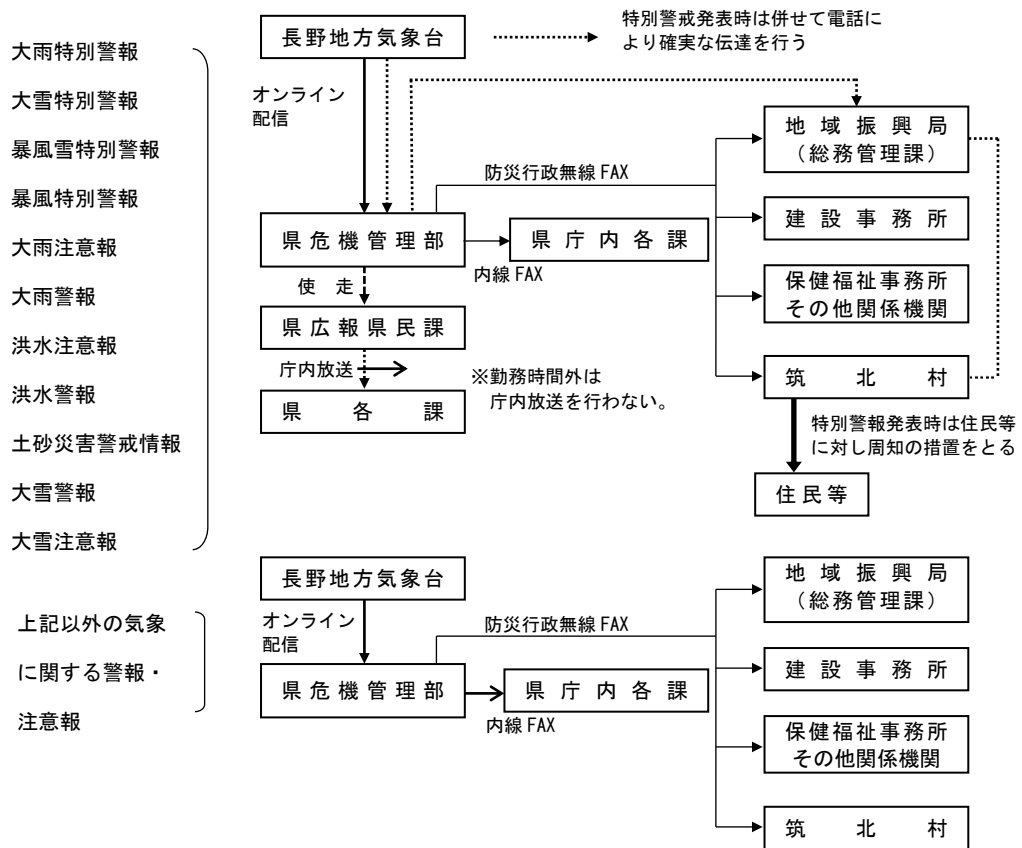 大雨特別警報
大雪特別警報
暴風雪特別警報
暴風特別警報
大雨注意報
大雨警報
洪水注意報
洪水警報
土砂災害警戒情報
大雪警報
大雪注意報
長野地方気象台
特別警戒発表時は併せて電話に
より確実な伝達を行う
オンライン
配信
防災行政無線 FAX
県危機管理部
県庁内各課
内線 FAX
使 走
県広報県民課
庁内放送
県各課
※勤務時間外は
庁内放送を行わない。
地域振興局
(総務管理課)
建設事務所
保健福祉事務所
その他関係機関
筑北村
特別警報発表時は住民等
に対し周知の措置をとる
住民等
上記以外の気象
に関する警報・
注意報
長野地方気象台
オンライン
配信
防災行政無線 FAX
県危機管理部
県庁内各課
内線 FAX
地域振興局
(総務管理課)
建設事務所
保健福祉事務所
その他関係機関
筑北村